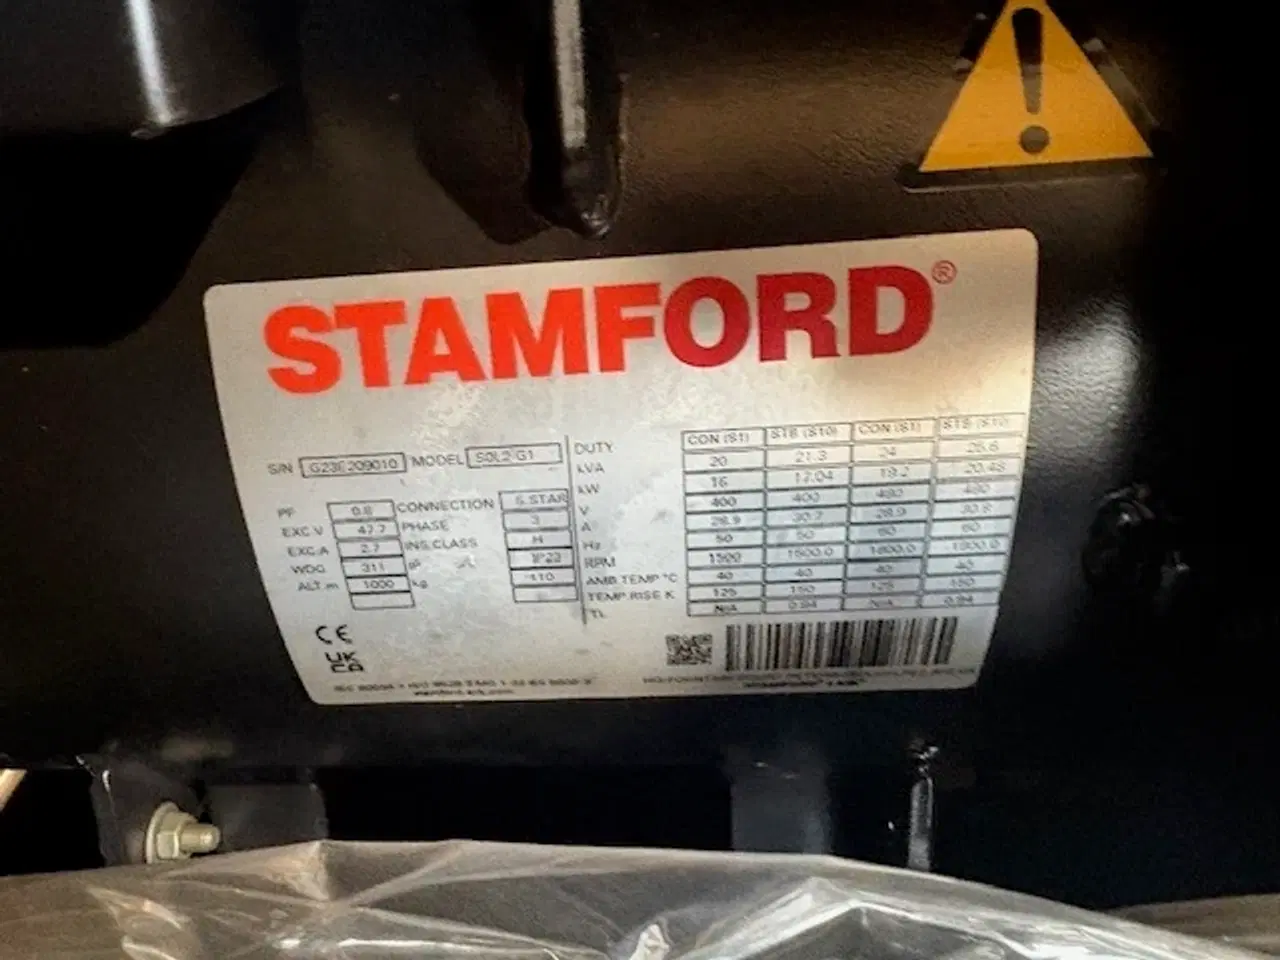 STAMFORD®
S/N G23E209010 MODEL S0L2 G1
PF 0.8 CONNECTION S.STAR
EXC.V 47.7 PHASE 3
EXC.A 2.7 INS.CLASS H
WDG 311 IP23
ALT.m 1000 kg 110
DUTY CON (S1) STB (S10) CON (S1) STB (S10)
kVA 20 21.3 24 25.6
kW 16 17.04 19.2 20.48
V 400 400 480 480
A 28.9 30.7 28.9 30.8
Hz 50 50 60 60
RPM 1500 1500.0 1800.0 1800.0
AMB.TEMP °C 40 40 40 40
TEMP.RISE K 125 150 125 150
TL N/A 0.94 N/A 0.94
CE
UK
CA